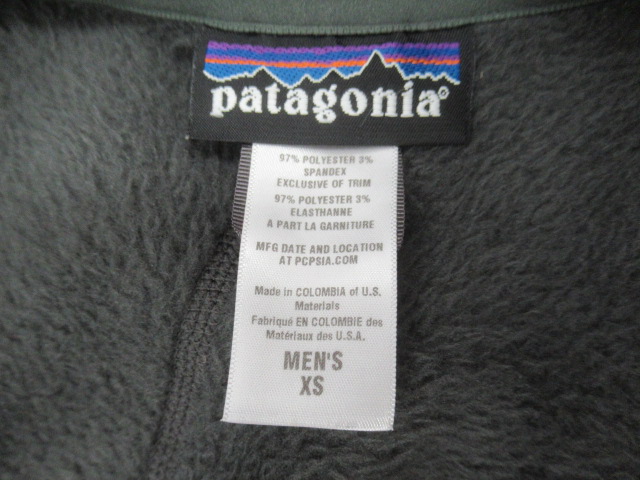 patagonia®
97% POLYESTER 3%
SPANDEX
EXCLUSIVE OF TRIM
97% POLYESTER 3%
ELASTHANNE
A PART LA GARNITURE
MFG DATE AND LOCATION
AT PCPSIA.COM
Made in COLOMBIA of U.S.
Materials
Fabriqué EN COLOMBIE des
Matériaux des U.S.A.
MEN'S
XS